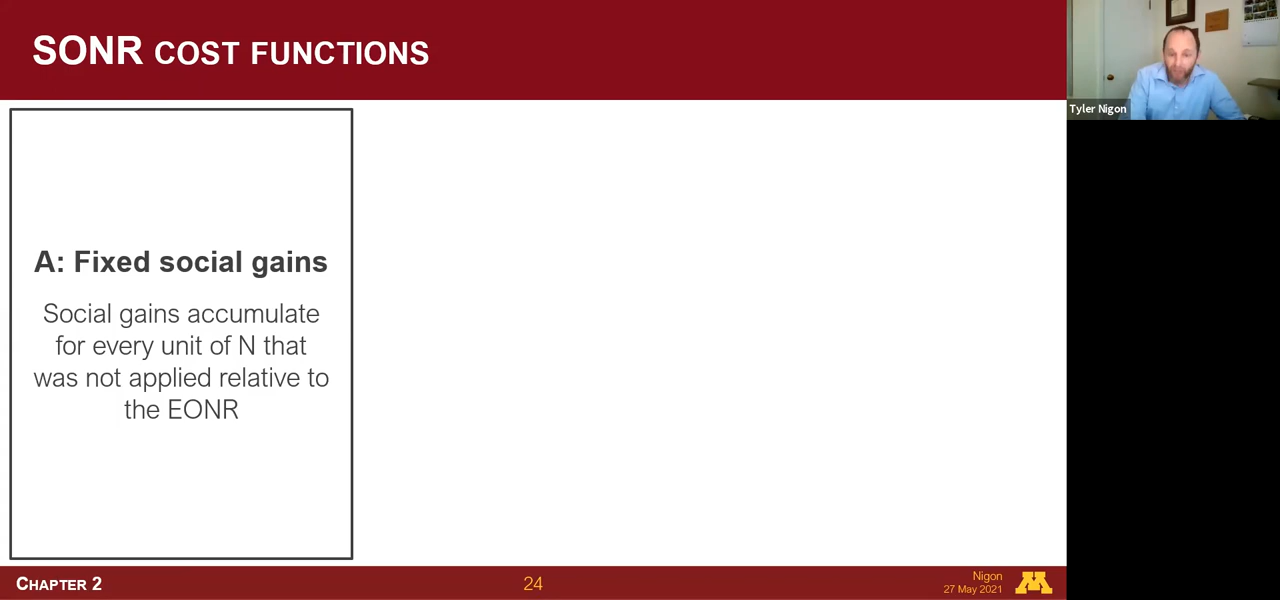 SONR COST FUNCTIONS
Tyler Nigon
A: Fixed social gains
Social gains accumulate
for every unit of N that
was not applied relative to
the EONR
CHAPTER 2
24
Nigon
27 May 2021